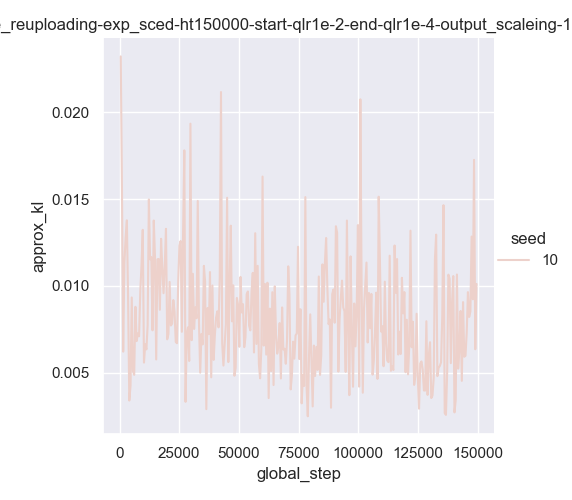 _reuploading-exp_sced-ht150000-start-qlr1e-2-end-qlr1e-4-output_scaleing-1
0.020
0.015
0.010
0.005
approx_kl
0 25000 50000 75000 100000 125000 150000
global_step
seed
10